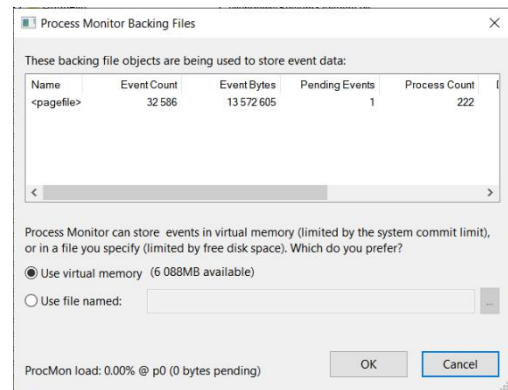 Process Monitor Backing Files
These backing file objects are being used to store event data:
Name Event Count Event Bytes Pending Events Process Count
<pagefile> 32 586 13 572 605 1 222
Process Monitor can store events in virtual memory (limited by the system commit limit),
or in a file you specify (limited by free disk space). Which do you prefer?
Use virtual memory (6 088MB available)
Use file named:
...
OK Cancel
ProcMon load: 0.00% @ p0 (0 bytes pending)